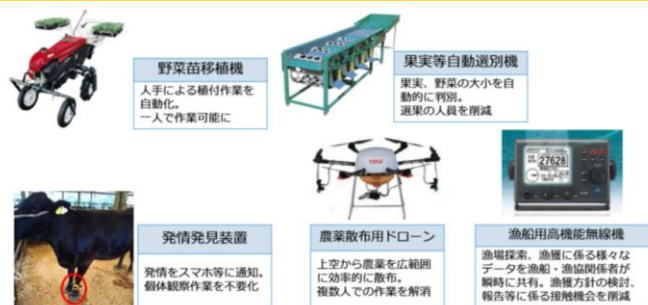 野菜苗移植機
人手による植付作業を
自動化。
一人で作業可能に
果実等自動選別機
果実、野菜の大小を自
動的に判別。
選果の人員を削減
27628
発情発見装置
発情をスマホ等に通知。
個体観察作業を不要化
農薬散布用ドローン
上空から農薬を広範囲
に効率的に散布。
複数人での作業を解消
漁船用高機能無線機
漁場探索、漁獲に係る様々な
データを漁船・漁協関係者が
瞬時に共有。漁獲方針の検討、
報告等に係る接触機会を削減